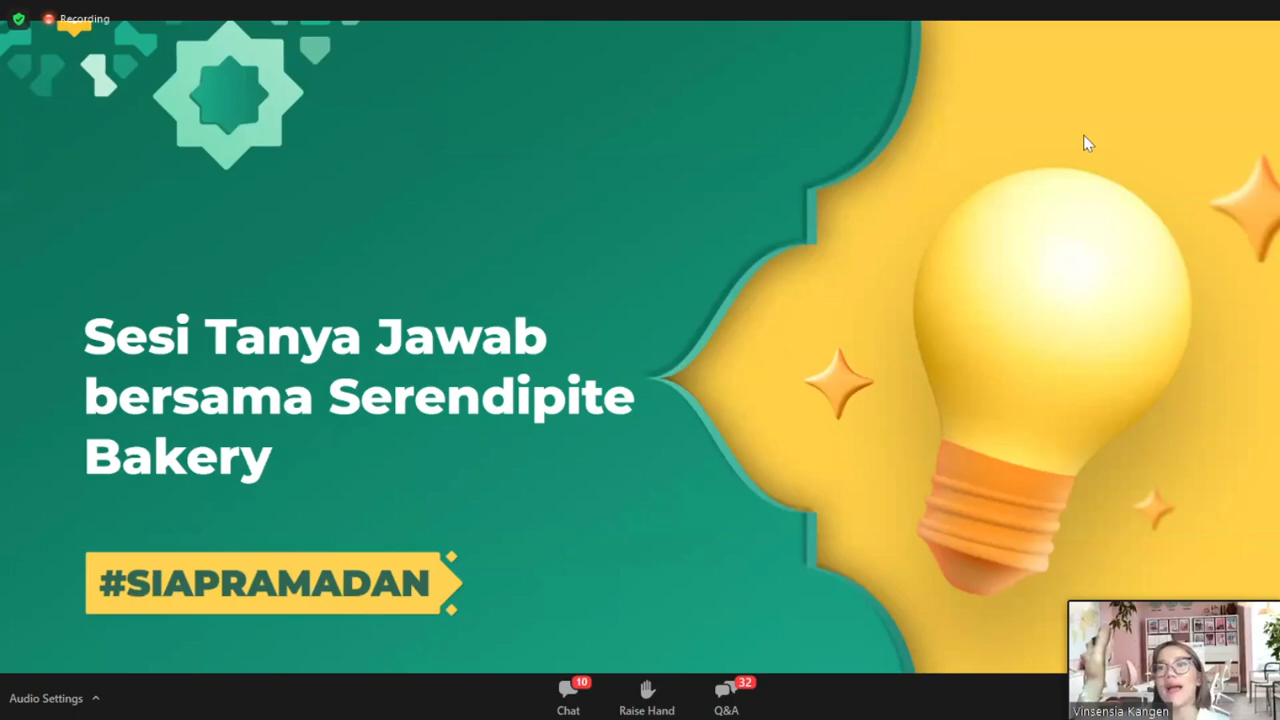 Recording
Sesi Tanya Jawab
bersama Serendipite
Bakery
#SIAPRAMADAN
Audio Settings
10
Chat
Raise Hand
32
Q&A
Vinsensia Kangen